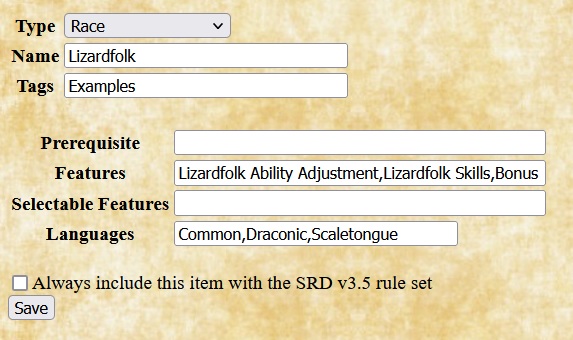 Type Race
Name Lizardfolk
Tags Examples
Prerequisite
Features Lizardfolk Ability Adjustment,Lizardfolk Skills,Bonus
Selectable Features
Languages Common,Draconic,Scaletongue
Always include this item with the SRD v3.5 rule set
Save